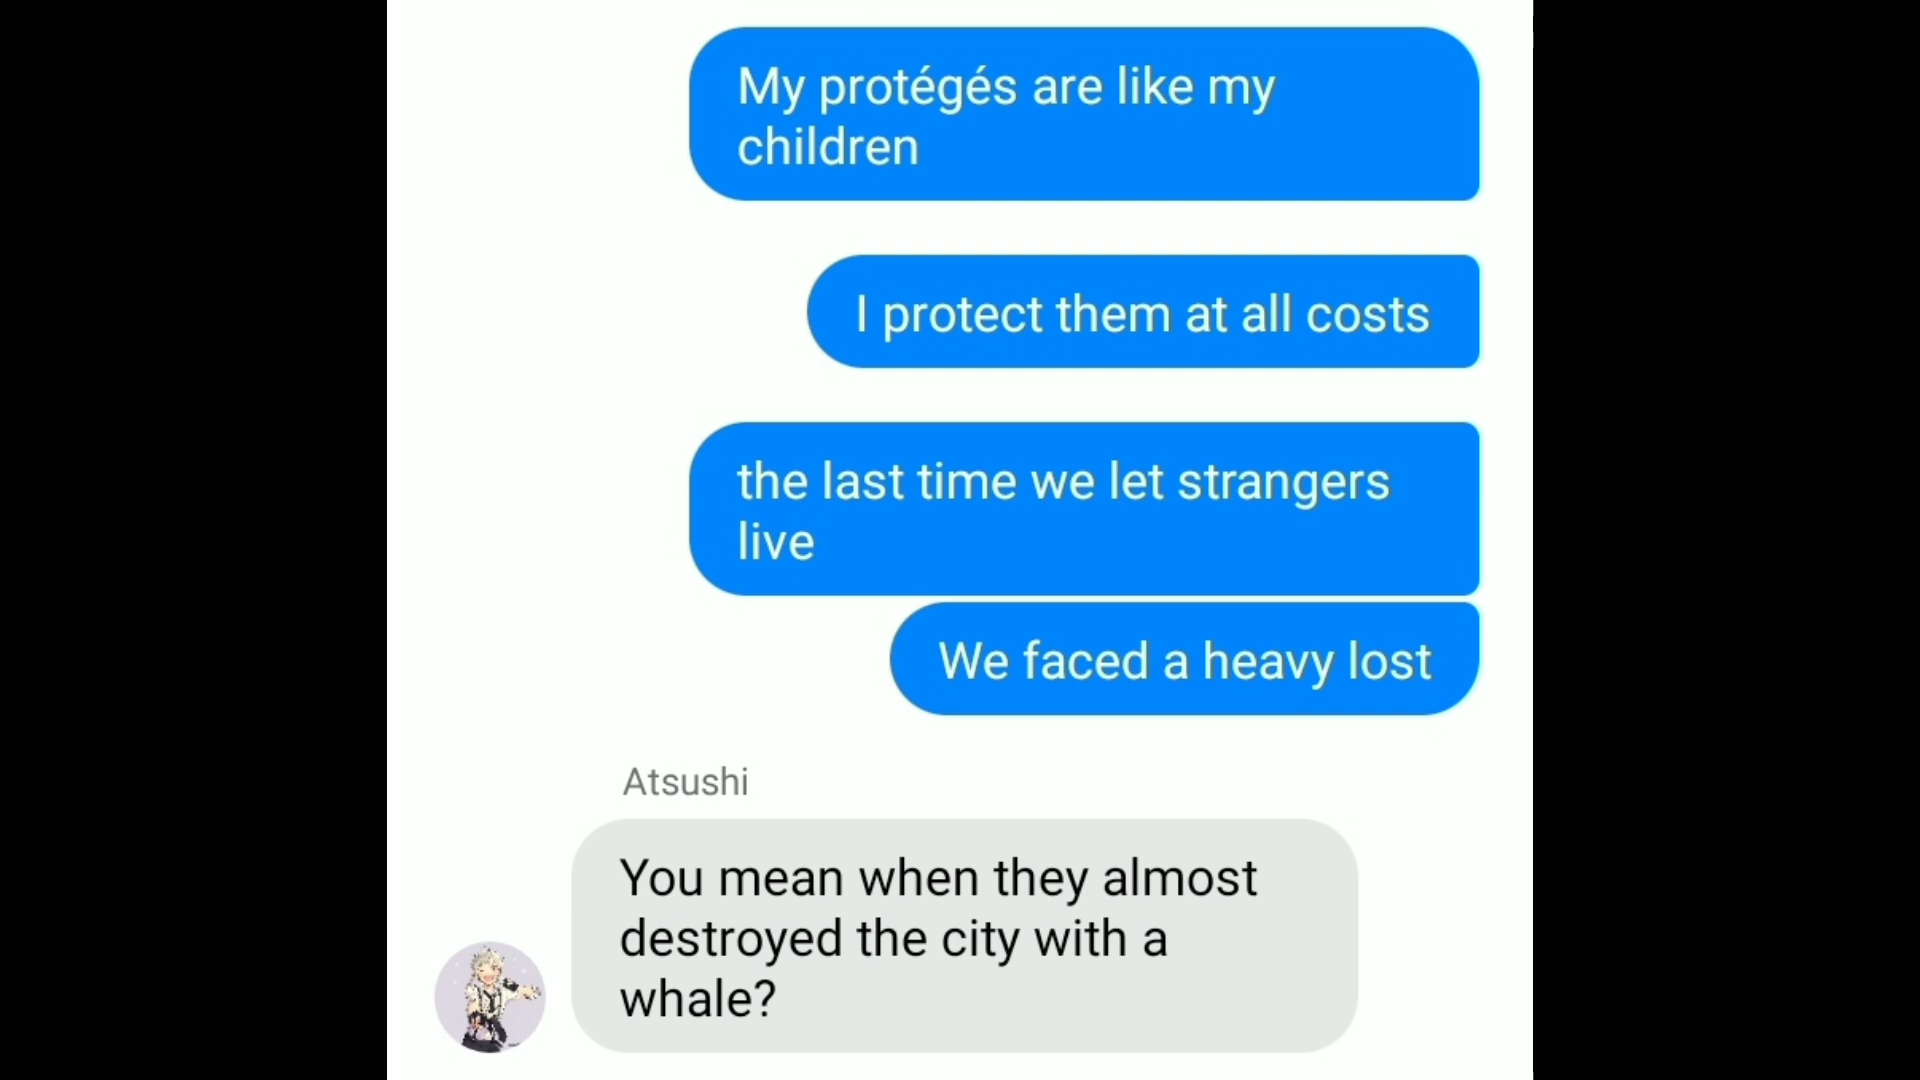 My protégés are like my
children
I protect them at all costs
the last time we let strangers
live
We faced a heavy lost
Atsushi
You mean when they almost
destroyed the city with a
whale?